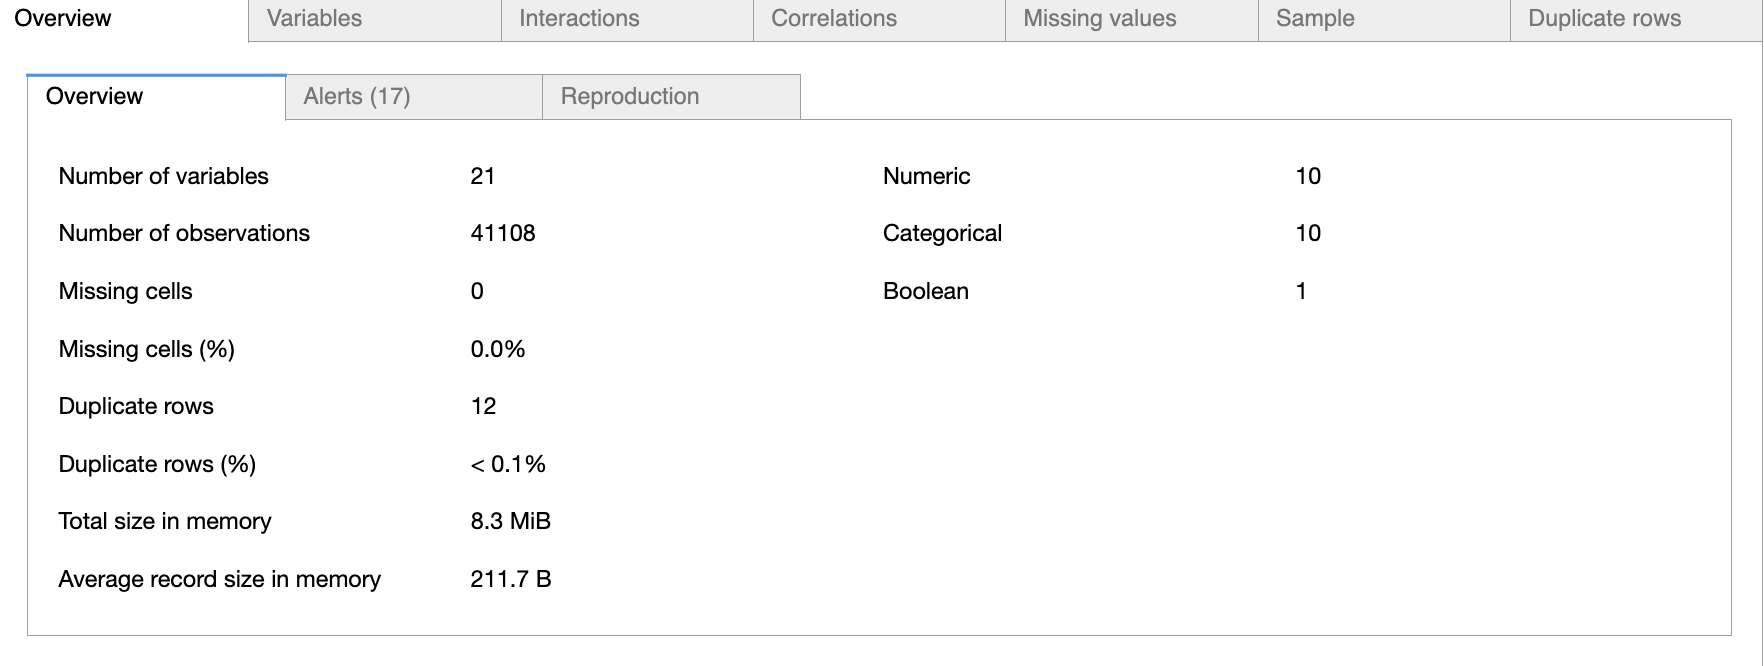 Overview Variables Interactions Correlations Missing values Sample Duplicate rows
Overview Alerts (17) Reproduction
Number of variables 21 Numeric 10
Number of observations 41108 Categorical 10
Missing cells 0 Boolean 1
Missing cells (%) 0.0%
Duplicate rows 12
Duplicate rows (%) < 0.1%
Total size in memory 8.3 MiB
Average record size in memory 211.7 B